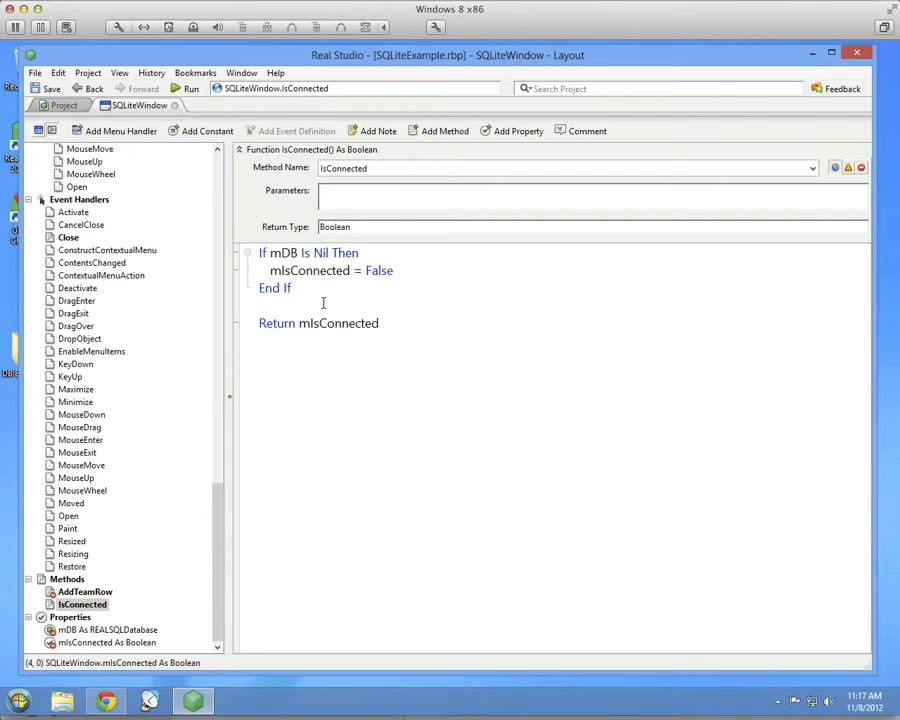 Windows 8 x86
Real Studio - [SQLiteExample.rbp] - SQLiteWindow - Layout
File Edit Project View History Bookmarks Window Help
Save Back Forward Run SQLiteWindow.IsConnected Search Project Feedback
Project SQLiteWindow
Add Menu Handler Add Constant Add Event Definition Add Note Add Method Add Property Comment
MouseMove
MouseUp
MouseWheel
Open
Event Handlers
Activate
CancelClose
Close
ConstructContextualMenu
ContentsChanged
ContextualMenuAction
Deactivate
DragEnter
DragExit
DragOver
DropObject
EnableMenuItems
KeyDown
KeyUp
Maximize
Minimize
MouseDown
MouseDrag
MouseEnter
MouseExit
MouseMove
MouseUp
MouseWheel
Moved
Open
Paint
Resized
Resizing
Restore
Methods
AddTeamRow
IsConnected
Properties
mDB As REALSQLDatabase
mIsConnected As Boolean
Function IsConnected() As Boolean
Method Name: IsConnected
Parameters:
Return Type: Boolean
If mDB Is Nil Then
mIsConnected = False
End If
Return mIsConnected
(4, 0) SQLiteWindow.mIsConnected As Boolean
11:17 AM
11/8/2012